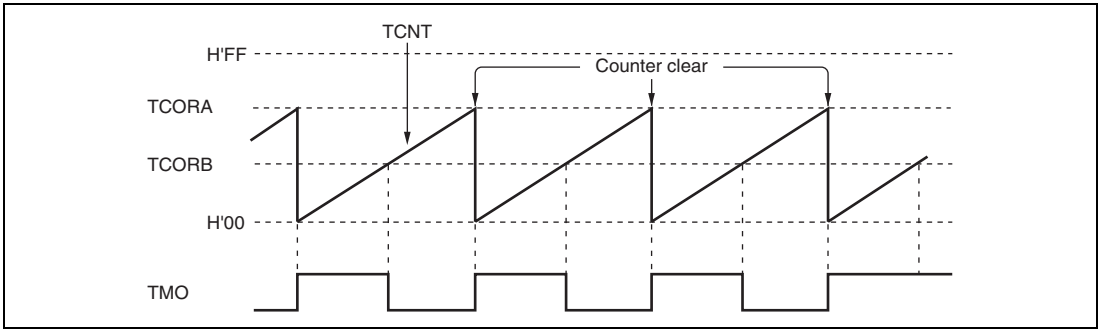 TCNT
H'FF
Counter clear
TCORA
TCORB
H'00
TMO